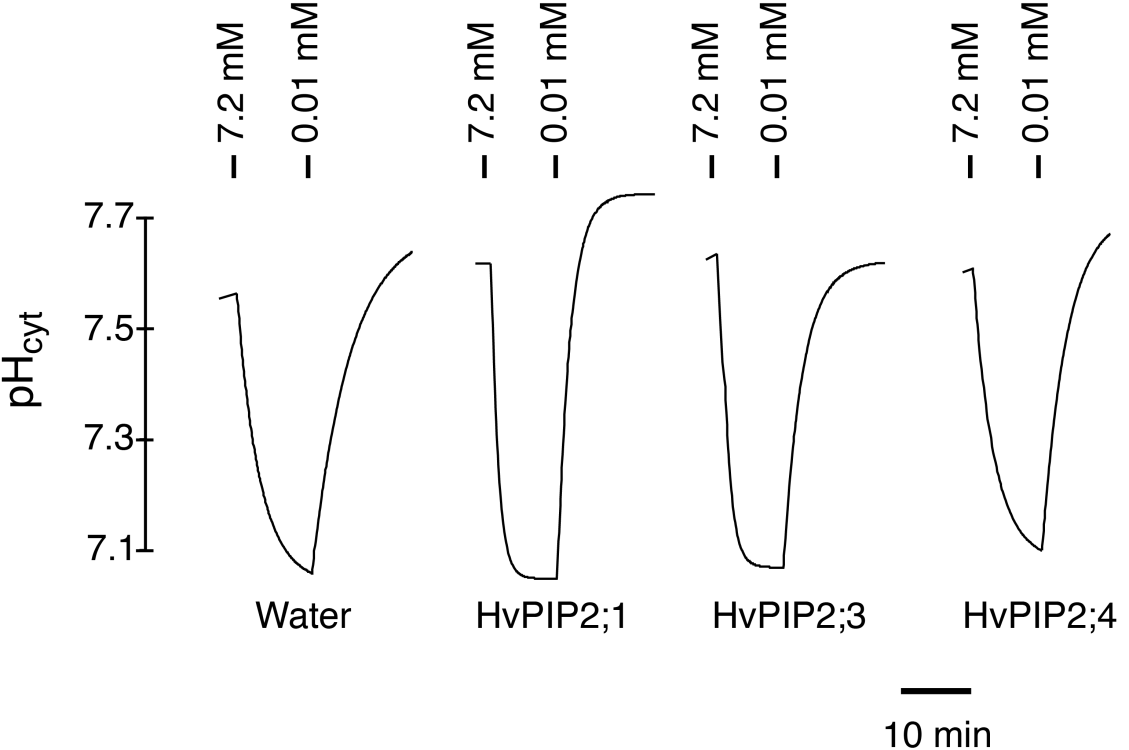 7.2 mM
0.01 mM
7.2 mM
0.01 mM
7.2 mM
0.01 mM
7.2 mM
0.01 mM
7.7
7.5
7.3
7.1
pHcyt
Water
HvPIP2;1
HvPIP2;3
HvPIP2;4
10 min